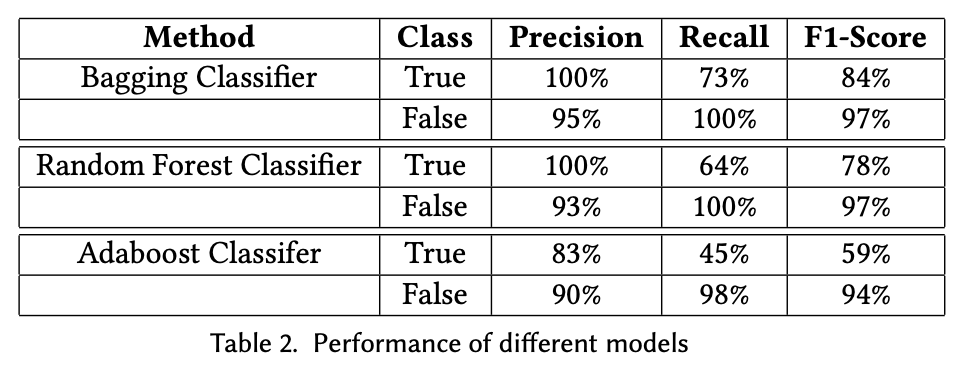 Method Class Precision Recall F1-Score
Bagging Classifier True 100% 73% 84%
False 95% 100% 97%
Random Forest Classifier True 100% 64% 78%
False 93% 100% 97%
Adaboost Classifer True 83% 45% 59%
False 90% 98% 94%
Table 2. Performance of different models